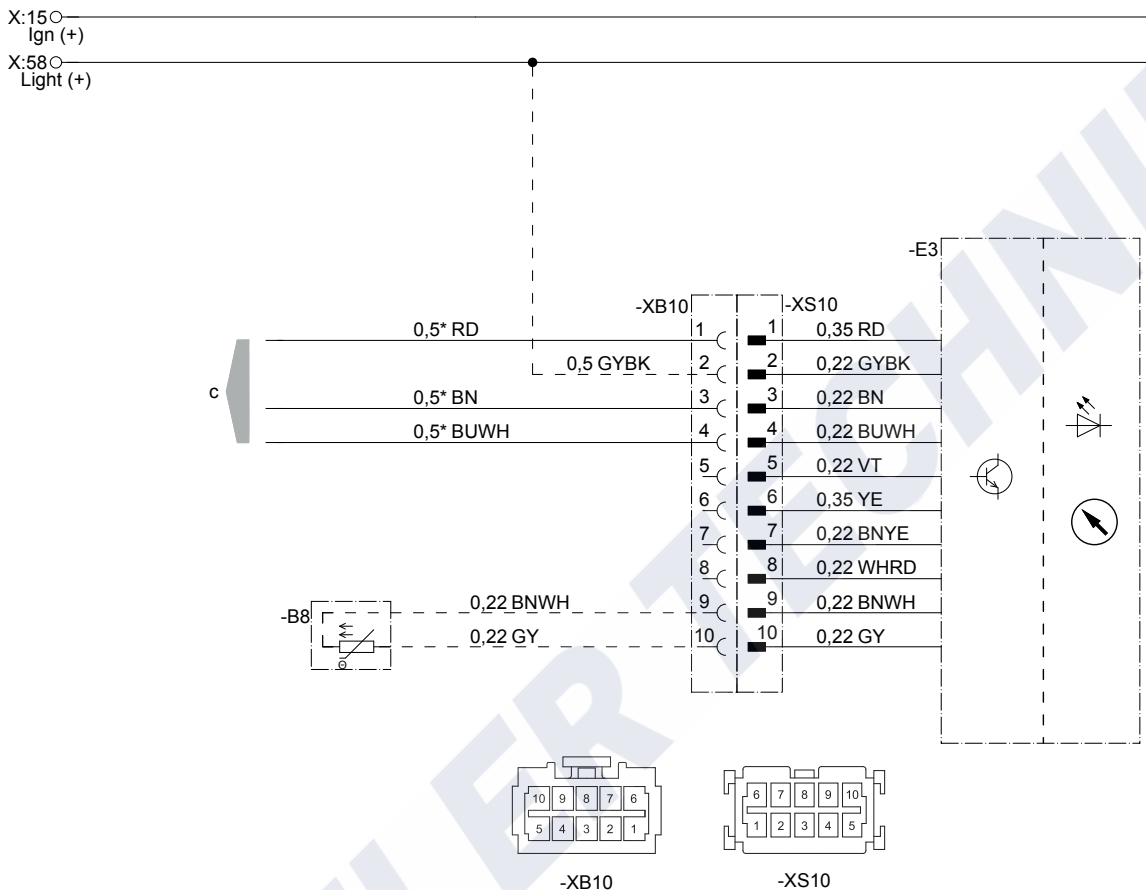 X:15
Ign (+)
X:58
Light (+)
-E3
-XB10 -XS10
0,5* RD 1 1 0,35 RD
0,5 GYBK 2 2 0,22 GYBK
c
0,5* BN 3 3 0,22 BN
0,5* BUWH 4 4 0,22 BUWH
5 5 0,22 VT
6 6 0,35 YE
7 7 0,22 BNYE
8 8 0,22 WHRD
-B8
0,22 BNWH 9 9 0,22 BNWH
0,22 GY 10 10 0,22 GY
Θ
10 9 8 7 6
5 4 3 2 1
-XB10
6 7 8 9 10
1 2 3 4 5
-XS10
LER TECHNI